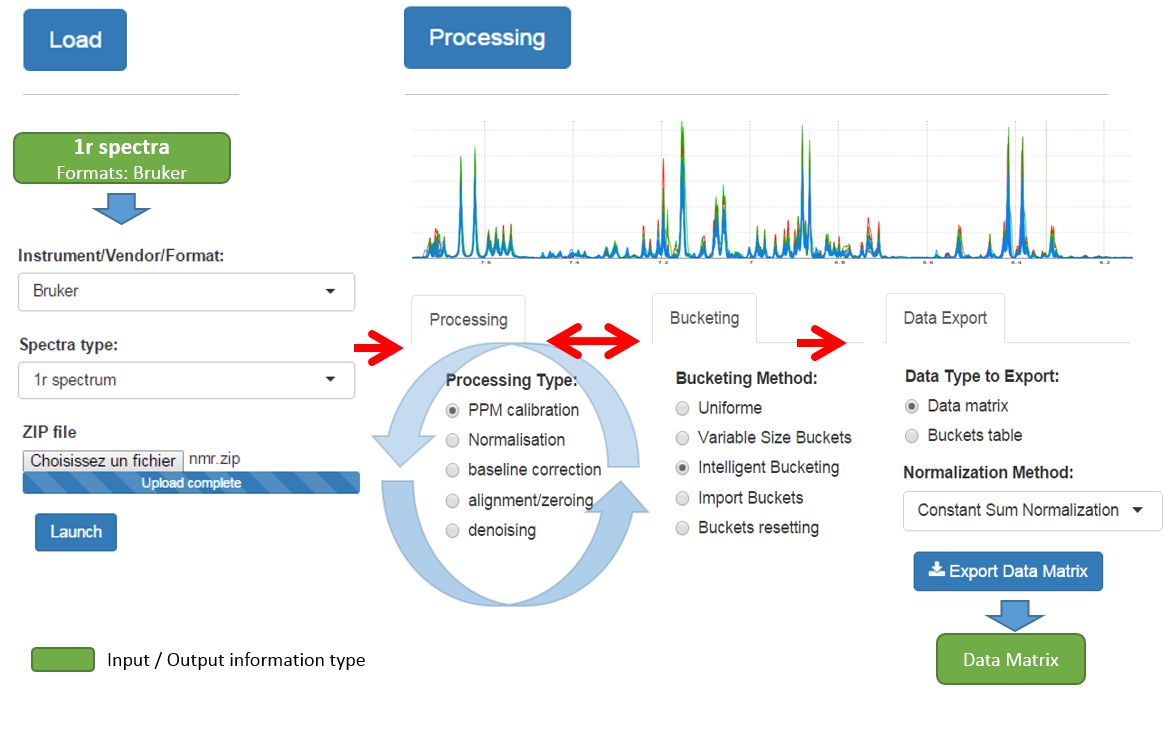 Load
Processing
1r spectra
Formats: Bruker
7.6
7.4
7.2
7
6.8
6.6
6.4
6.2
Instrument/Vendor/Format:
Bruker
Spectra type:
1r spectrum
ZIP file
Choisissez un fichier nmr.zip
Upload complete
Launch
Processing
Processing Type:
PPM calibration
Normalisation
baseline correction
alignment/zeroing
denoising
Bucketing
Bucketing Method:
Uniforme
Variable Size Buckets
Intelligent Bucketing
Import Buckets
Buckets resetting
Data Export
Data Type to Export:
Data matrix
Buckets table
Normalization Method:
Constant Sum Normalization
Export Data Matrix
Data Matrix
Input / Output information type